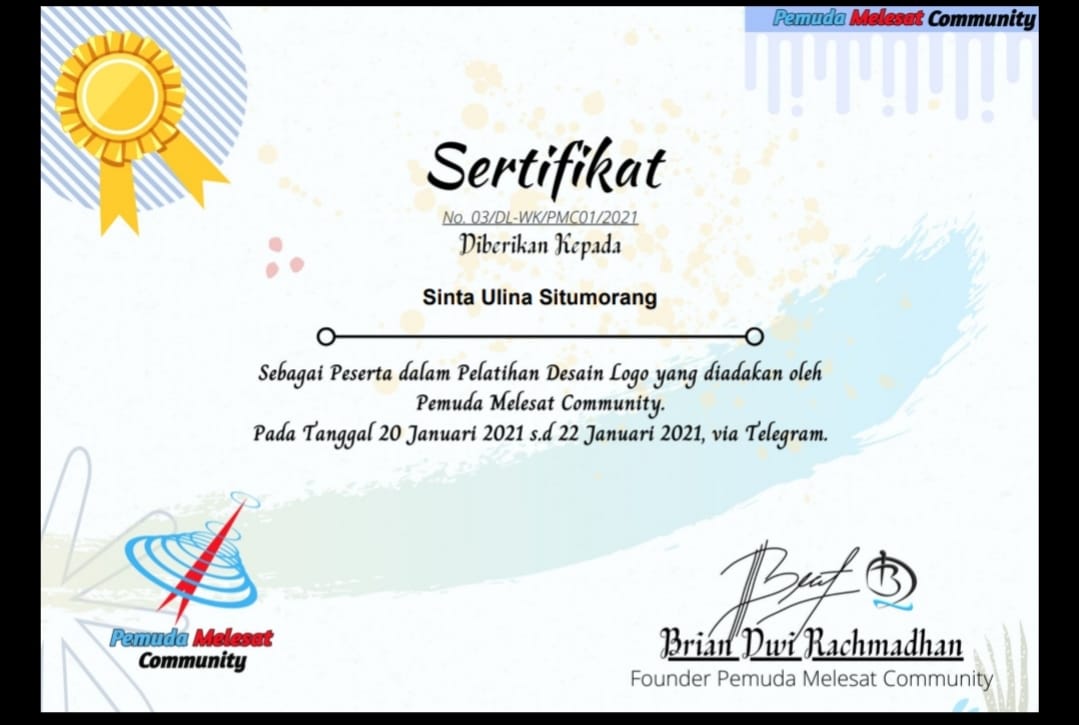 Pemuda Melesat Community
Sertifikat
No. 03/DL-WK/PMC01/2021
Diberikan Kepada
Sinta Ulina Situmorang
Sebagai Peserta dalam Pelatihan Desain Logo yang diadakan oleh
Pemuda Melesat Community.
Pada Tanggal 20 Januari 2021 s.d 22 Januari 2021, via Telegram.
Pemuda Melesat
Community
Brian Dwi Rachmadhan
Founder Pemuda Melesat Community